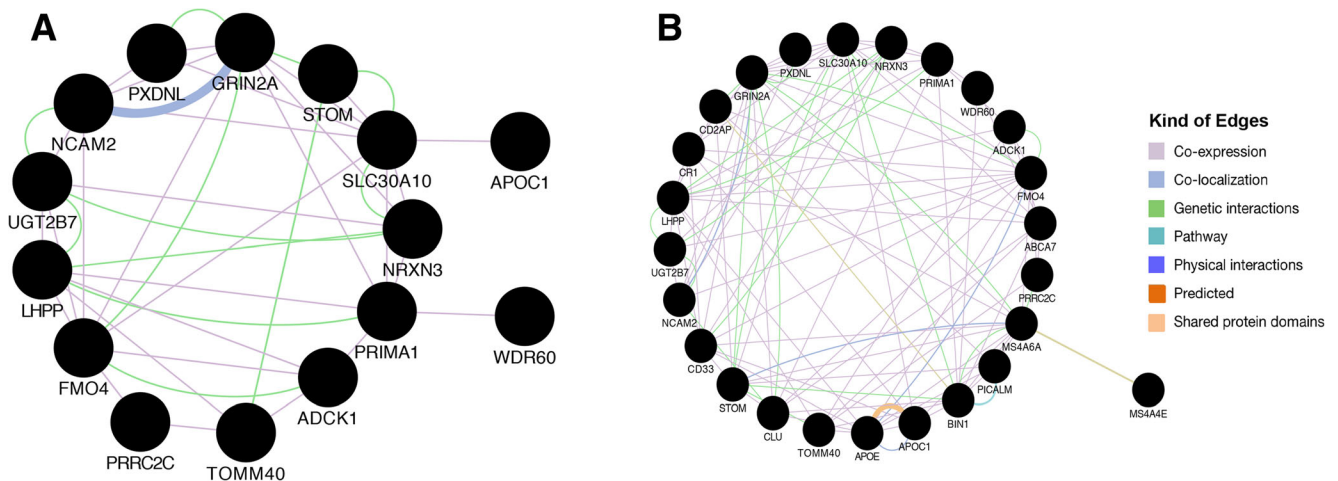 A
PXDNL
GRIN2A
STOM
NCAM2
SLC30A10
APOC1
UGT2B7
NRXN3
LHPP
PRIMA1
WDR60
FMO4
ADCK1
PRRC2C
TOMM40
B
SLC30A10
NRXN3
PXDNL
PRIMA1
GRIN2A
WDR60
CD2AP
ADCK1
CR1
FMO4
LHPP
ABCA7
UGT2B7
PRRC2C
NCAM2
MS4A6A
CD33
PICALM
STOM
MS4A4E
BIN1
CLU
APOC1
TOMM40
APOE
Kind of Edges
Co-expression
Co-localization
Genetic interactions
Pathway
Physical interactions
Predicted
Shared protein domains